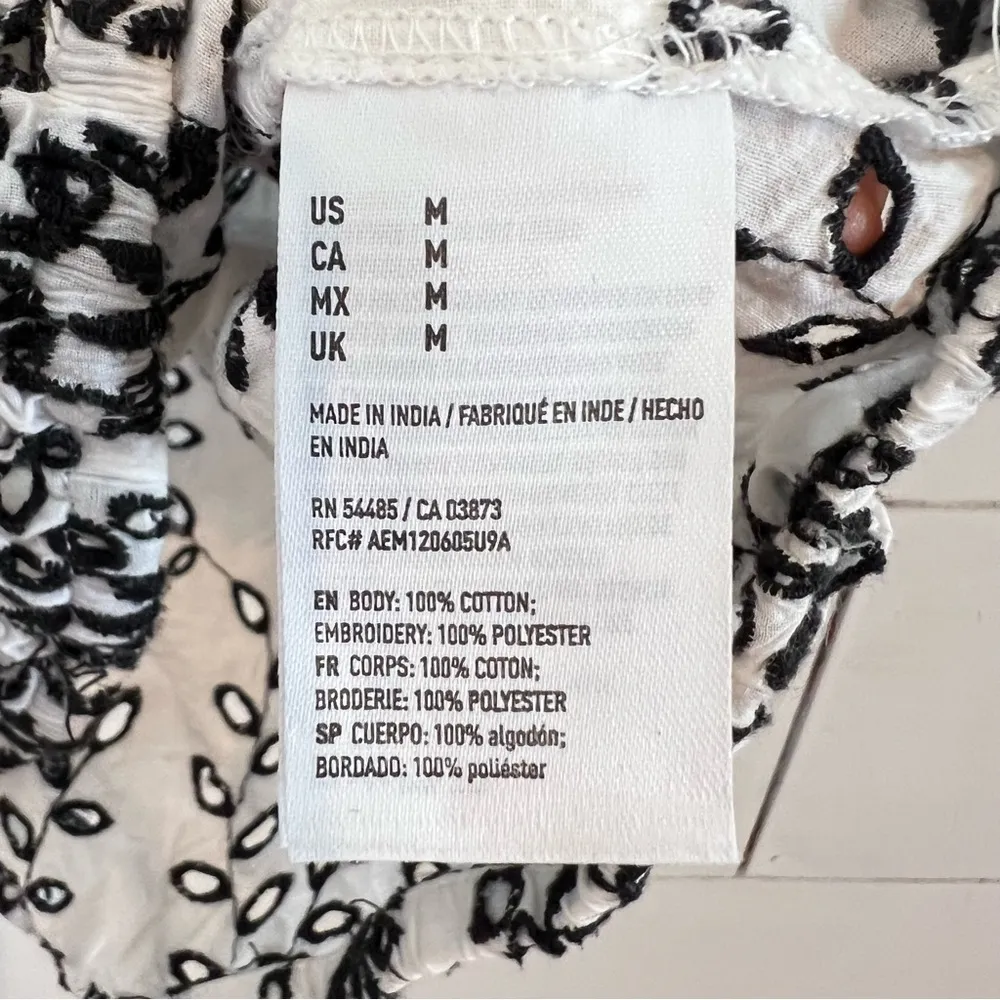 US M
CA M
MX M
UK M
MADE IN INDIA / FABRIQUÉ EN INDE / HECHO
EN INDIA
RN 54485 / CA 03873
RFC# AEM120605U9A
EN BODY: 100% COTTON;
EMBROIDERY: 100% POLYESTER
FR CORPS: 100% COTON;
BRODERIE: 100% POLYESTER
SP CUERPO: 100% algodón;
BORDADO: 100% poliéster